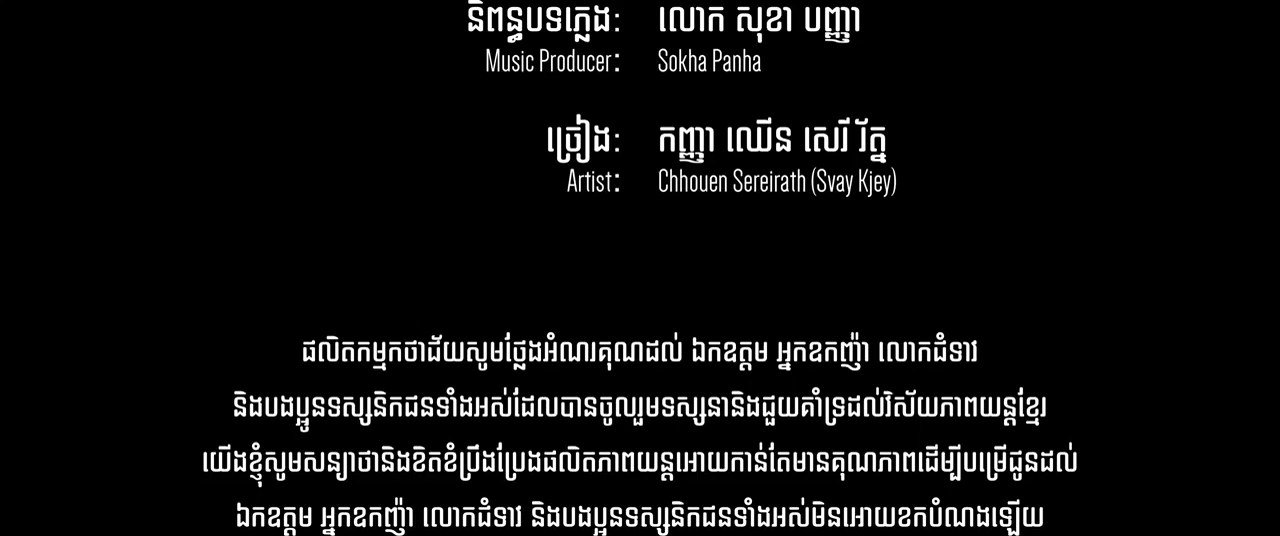 និពន្ធបទភ្លេង: លោក សុខា បញ្ញា
Music Producer: Sokha Panha
ច្រៀង: កញ្ញា ឈឿន សេរី រ័ត្ន
Artist: Chhouen Sereirath (Svay Kjey)
ផលិតកម្មកថាជ័យសូមថ្លែងអំណរគុណដល់ ឯកឧត្តម អ្នកឧកញ៉ា លោកជំទាវ
និងបងប្អូនទស្សនិកជនទាំងអស់ដែលបានចូលរួមទស្សនានិងជួយគាំទ្រដល់វិស័យភាពយន្តខ្មែរ
យើងខ្ញុំសូមសន្យាថានិងខិតខំប្រឹងប្រែងផលិតភាពយន្តអោយកាន់តែមានគុណភាពដើម្បីបម្រើជូនដល់
ឯកឧត្តម អ្នកឧកញ៉ា លោកជំទាវ និងបងប្អូនទស្សនិកជនទាំងអស់មិនអោយខកបំណងឡើយ